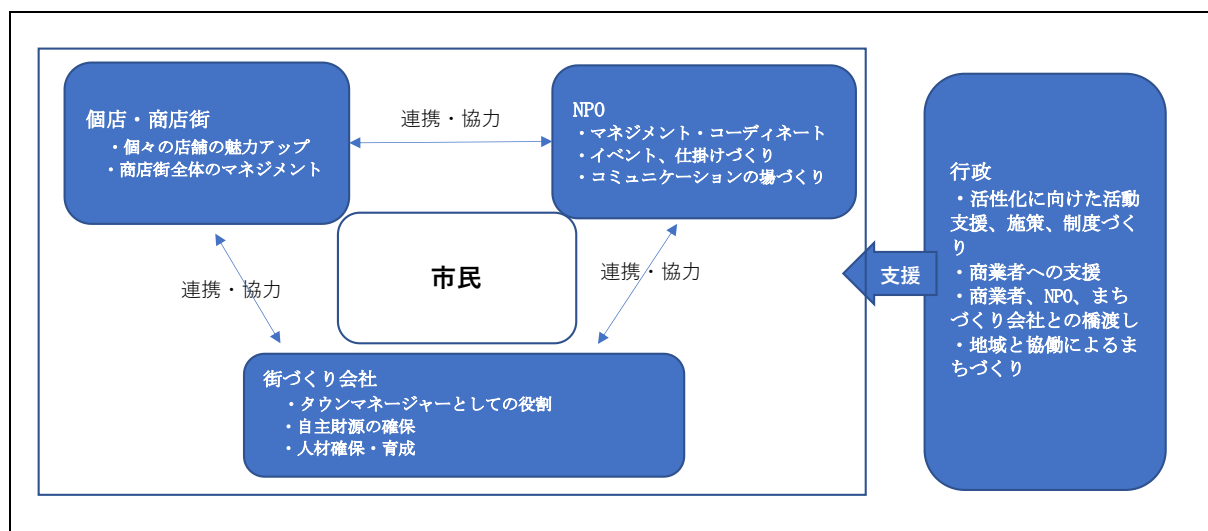 個店・商店街
・個々の店舗の魅力アップ
・商店街全体のマネジメント
連携・協力
NPO
・マネジメント・コーディネート
・イベント、仕掛けづくり
・コミュニケーションの場づくり
連携・協力
市民
連携・協力
街づくり会社
・タウンマネージャーとしての役割
・自主財源の確保
・人材確保・育成
支援
行政
・活性化に向けた活動
支援、施策、制度づく
り
・商業者への支援
・商業者、NPO、まち
づくり会社との橋渡し
・地域と協働によるま
ちづくり